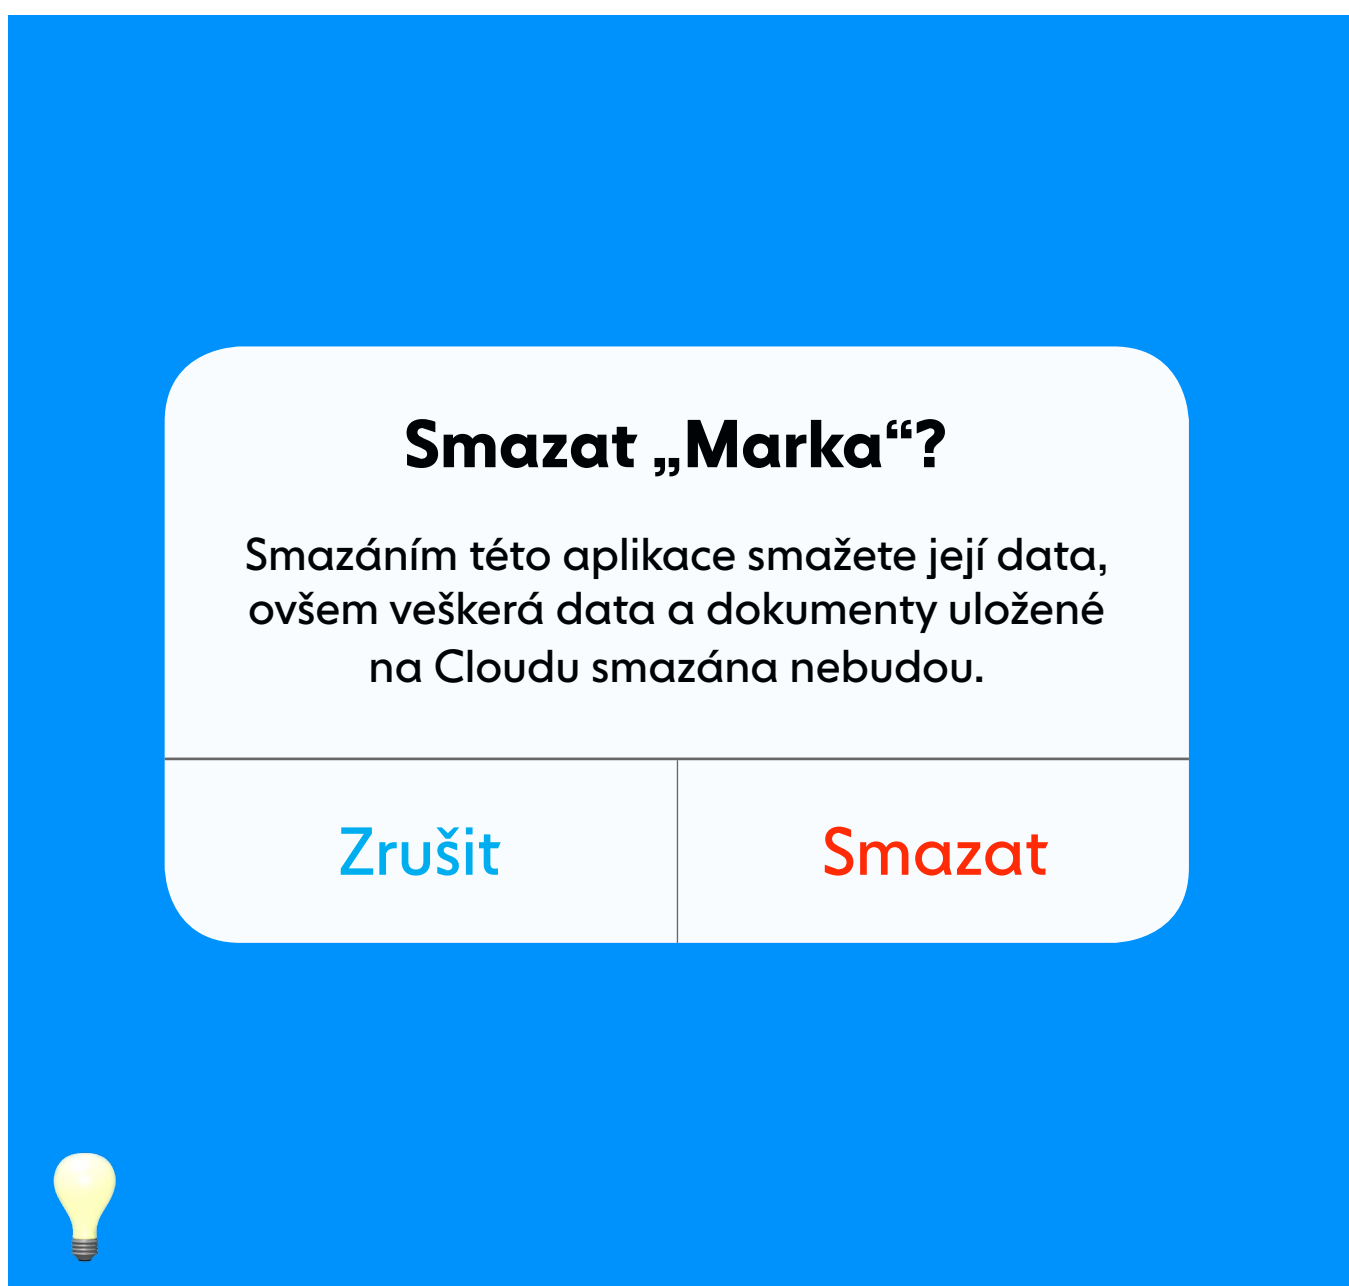 Smazat „Marka“?
Smazáním této aplikace smažete její data,
ovšem veškerá data a dokumenty uložené
na Cloudu smazána nebudou.
Zrušit
Smazat